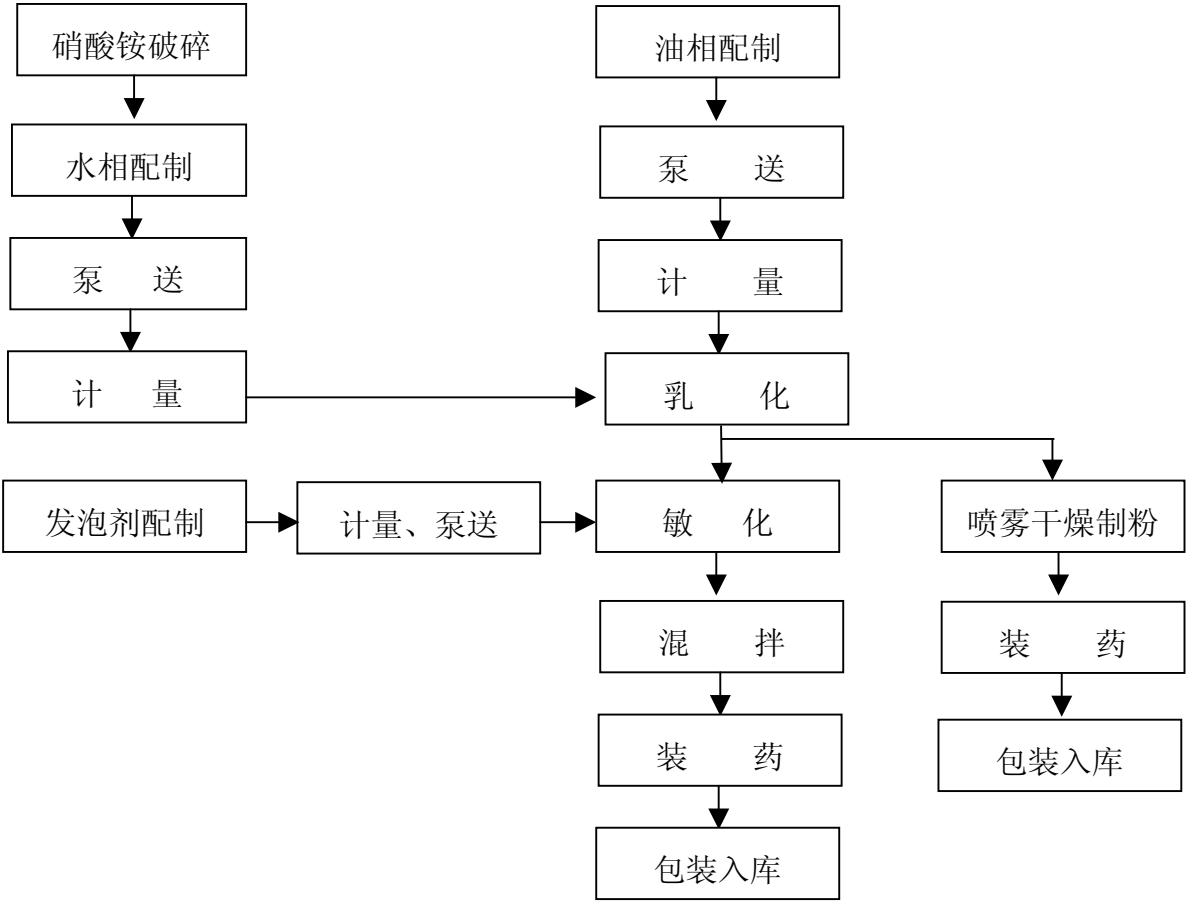 硝酸铵破碎
油相配制
水相配制
泵 送
泵 送
计 量
计 量
乳 化
发泡剂配制
计量、泵送
敏 化
喷雾干燥制粉
混 拌
装 药
装 药
包装入库
包装入库